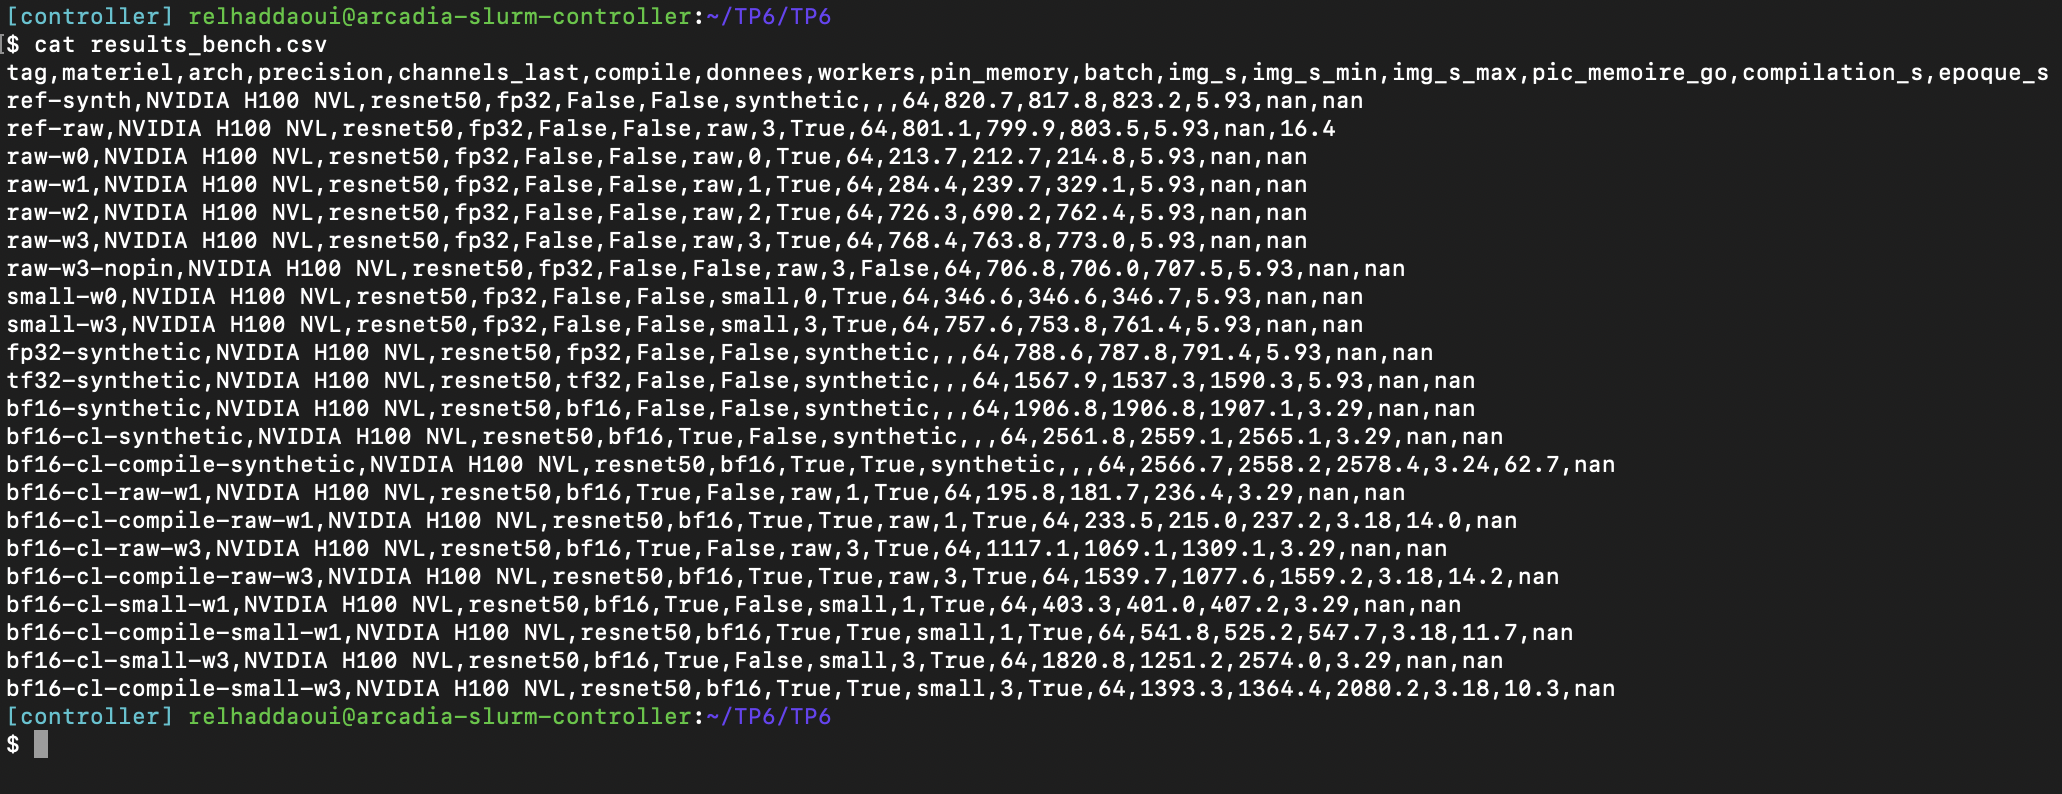 [controller] relhaddaoui@arcadia-slurm-controller:~/TP6/TP6
$ cat results_bench.csv
tag,materiel,arch,precision,channels_last,compile,donnees,workers,pin_memory,batch,img_s,img_s_min,img_s_max,pic_memoire_go,compilation_s,epoque_s
ref-synth,NVIDIA H100 NVL,resnet50,fp32,False,False,synthetic,,,64,820.7,817.8,823.2,5.93,nan,nan
ref-raw,NVIDIA H100 NVL,resnet50,fp32,False,False,raw,3,True,64,801.1,799.9,803.5,5.93,nan,16.4
raw-w0,NVIDIA H100 NVL,resnet50,fp32,False,False,raw,0,True,64,213.7,212.7,214.8,5.93,nan,nan
raw-w1,NVIDIA H100 NVL,resnet50,fp32,False,False,raw,1,True,64,284.4,239.7,329.1,5.93,nan,nan
raw-w2,NVIDIA H100 NVL,resnet50,fp32,False,False,raw,2,True,64,726.3,690.2,762.4,5.93,nan,nan
raw-w3,NVIDIA H100 NVL,resnet50,fp32,False,False,raw,3,True,64,768.4,763.8,773.0,5.93,nan,nan
raw-w3-nopin,NVIDIA H100 NVL,resnet50,fp32,False,False,raw,3,False,64,706.8,706.0,707.5,5.93,nan,nan
small-w0,NVIDIA H100 NVL,resnet50,fp32,False,False,small,0,True,64,346.6,346.6,346.7,5.93,nan,nan
small-w3,NVIDIA H100 NVL,resnet50,fp32,False,False,small,3,True,64,757.6,753.8,761.4,5.93,nan,nan
fp32-synthetic,NVIDIA H100 NVL,resnet50,fp32,False,False,synthetic,,,64,788.6,787.8,791.4,5.93,nan,nan
tf32-synthetic,NVIDIA H100 NVL,resnet50,tf32,False,False,synthetic,,,64,1567.9,1537.3,1590.3,5.93,nan,nan
bf16-synthetic,NVIDIA H100 NVL,resnet50,bf16,False,False,synthetic,,,64,1906.8,1906.8,1907.1,3.29,nan,nan
bf16-cl-synthetic,NVIDIA H100 NVL,resnet50,bf16,True,False,synthetic,,,64,2561.8,2559.1,2565.1,3.29,nan,nan
bf16-cl-compile-synthetic,NVIDIA H100 NVL,resnet50,bf16,True,True,synthetic,,,64,2566.7,2558.2,2578.4,3.24,62.7,nan
bf16-cl-raw-w1,NVIDIA H100 NVL,resnet50,bf16,True,False,raw,1,True,64,195.8,181.7,236.4,3.29,nan,nan
bf16-cl-compile-raw-w1,NVIDIA H100 NVL,resnet50,bf16,True,True,raw,1,True,64,233.5,215.0,237.2,3.18,14.0,nan
bf16-cl-raw-w3,NVIDIA H100 NVL,resnet50,bf16,True,False,raw,3,True,64,1117.1,1069.1,1309.1,3.29,nan,nan
bf16-cl-compile-raw-w3,NVIDIA H100 NVL,resnet50,bf16,True,True,raw,3,True,64,1539.7,1077.6,1559.2,3.18,14.2,nan
bf16-cl-small-w1,NVIDIA H100 NVL,resnet50,bf16,True,False,small,1,True,64,403.3,401.0,407.2,3.29,nan,nan
bf16-cl-compile-small-w1,NVIDIA H100 NVL,resnet50,bf16,True,True,small,1,True,64,541.8,525.2,547.7,3.18,11.7,nan
bf16-cl-small-w3,NVIDIA H100 NVL,resnet50,bf16,True,False,small,3,True,64,1820.8,1251.2,2574.0,3.29,nan,nan
bf16-cl-compile-small-w3,NVIDIA H100 NVL,resnet50,bf16,True,True,small,3,True,64,1393.3,1364.4,2080.2,3.18,10.3,nan
[controller] relhaddaoui@arcadia-slurm-controller:~/TP6/TP6
$